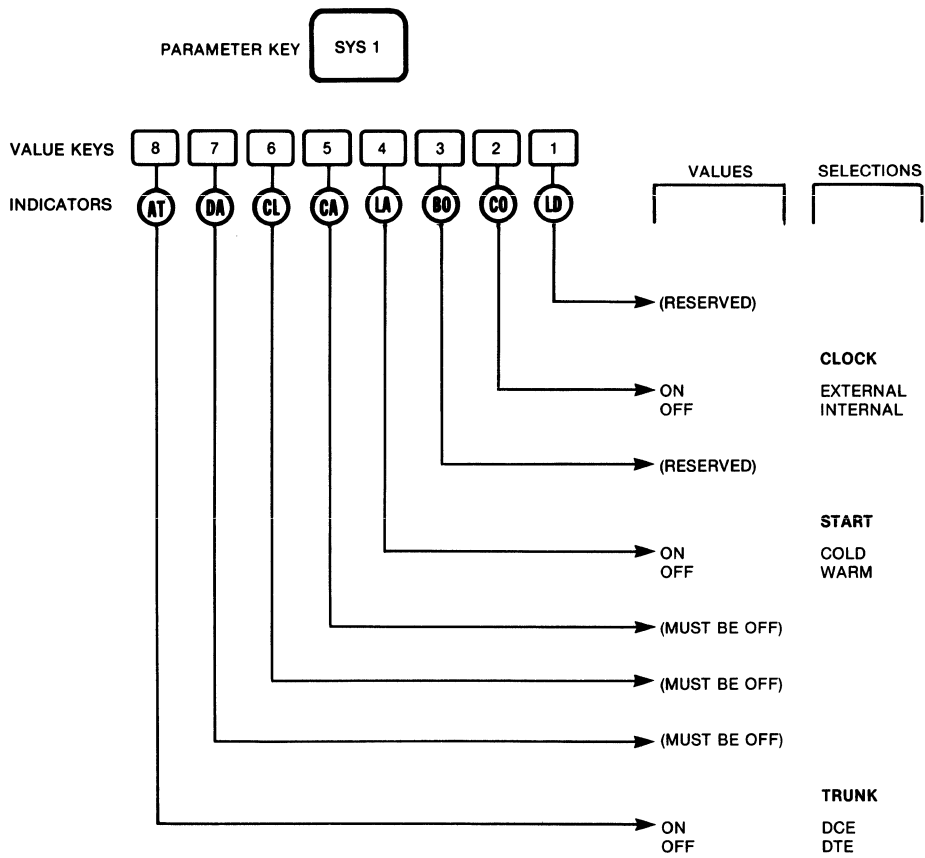 PARAMETER KEY SYS 1
VALUE KEYS 8 7 6 5 4 3 2 1
VALUES SELECTIONS
INDICATORS AT DA CL CA LA BO CO LD
(RESERVED)
CLOCK
ON EXTERNAL
OFF INTERNAL
(RESERVED)
START
ON COLD
OFF WARM
(MUST BE OFF)
(MUST BE OFF)
(MUST BE OFF)
TRUNK
ON DCE
OFF DTE